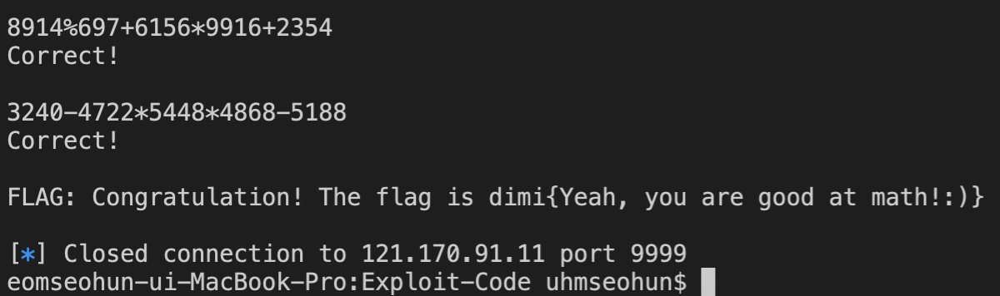 8914%697+6156*9916+2354
Correct!
3240-4722*5448*4868-5188
Correct!
FLAG: Congratulation! The flag is dimi{Yeah, you are good at math!:)}
[*] Closed connection to 121.170.91.11 port 9999
eomseohun-ui-MacBook-Pro:Exploit-Code uhmseohun$